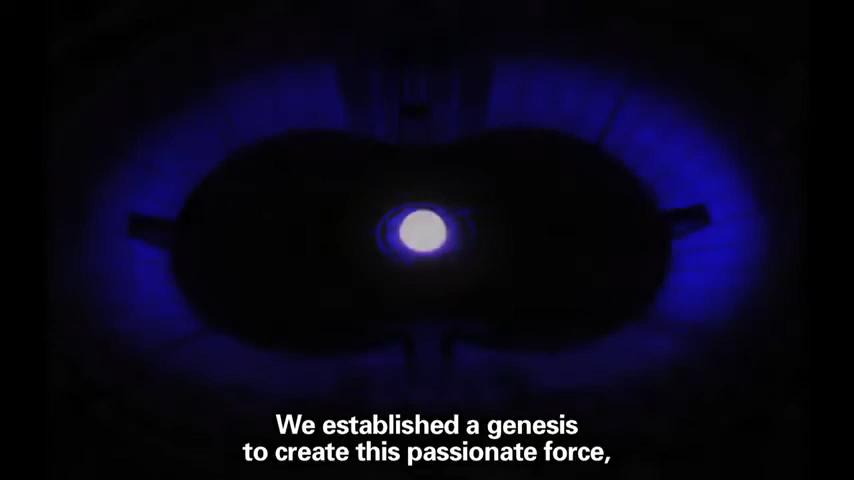 We established a genesis
to create this passionate force,